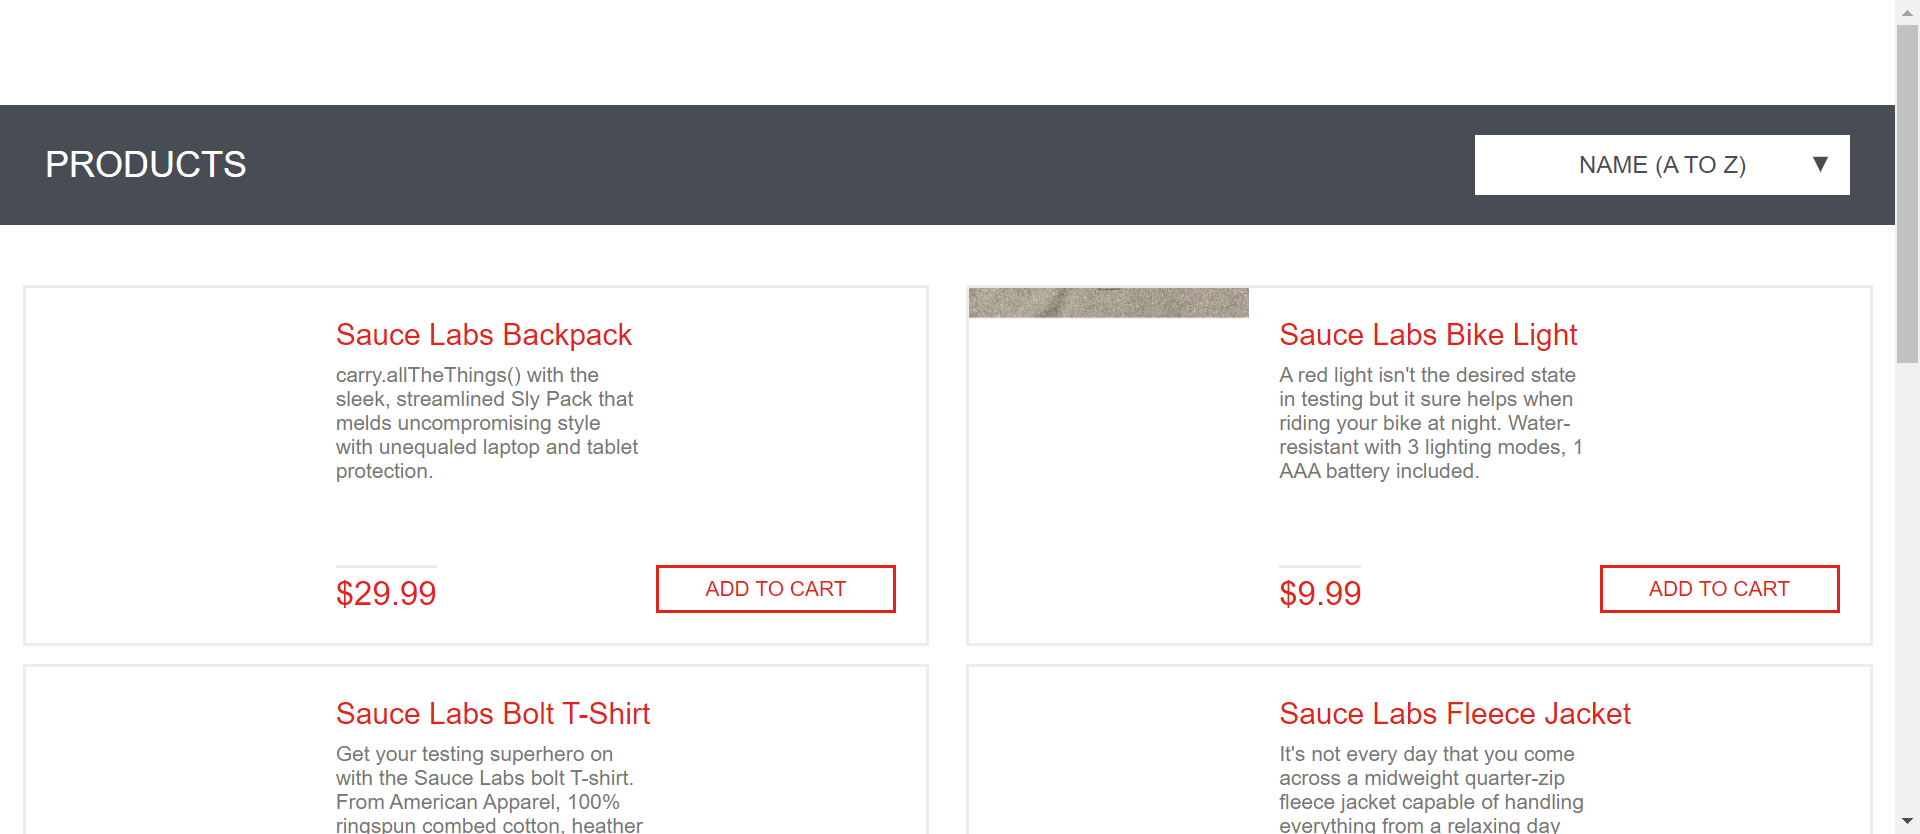 PRODUCTS
NAME (A TO Z)
Sauce Labs Backpack
carry.allTheThings() with the
sleek, streamlined Sly Pack that
melds uncompromising style
with unequaled laptop and tablet
protection.
$29.99
ADD TO CART
Sauce Labs Bike Light
A red light isn't the desired state
in testing but it sure helps when
riding your bike at night. Water-
resistant with 3 lighting modes, 1
AAA battery included.
$9.99
ADD TO CART
Sauce Labs Bolt T-Shirt
Get your testing superhero on
with the Sauce Labs bolt T-shirt.
From American Apparel, 100%
ringspun combed cotton, heather
Sauce Labs Fleece Jacket
It's not every day that you come
across a midweight quarter-zip
fleece jacket capable of handling
everything from a relaxing day